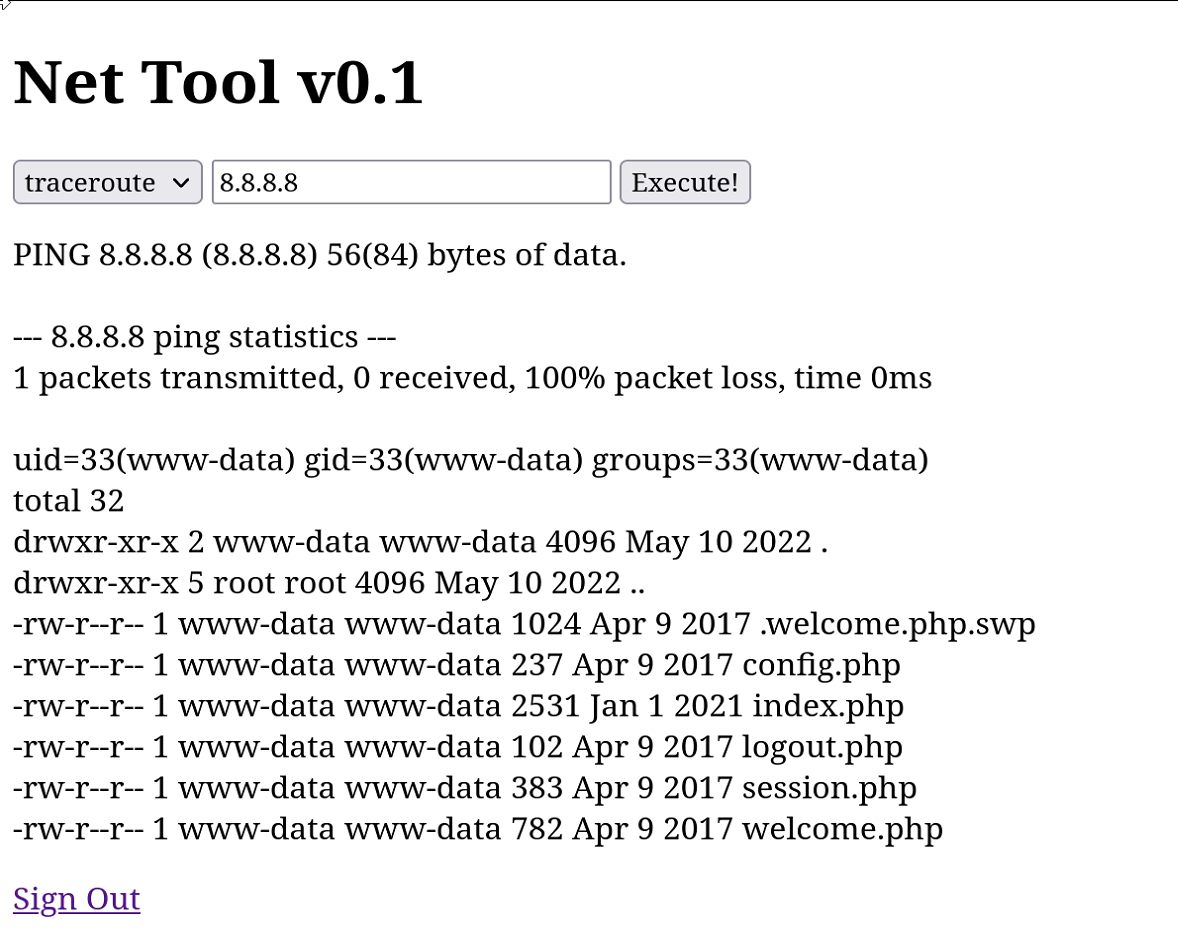 Net Tool v0.1
traceroute 8.8.8.8 Execute!
PING 8.8.8.8 (8.8.8.8) 56(84) bytes of data.
--- 8.8.8.8 ping statistics ---
1 packets transmitted, 0 received, 100% packet loss, time 0ms
uid=33(www-data) gid=33(www-data) groups=33(www-data)
total 32
drwxr-xr-x 2 www-data www-data 4096 May 10 2022 .
drwxr-xr-x 5 root root 4096 May 10 2022 ..
-rw-r--r-- 1 www-data www-data 1024 Apr 9 2017 .welcome.php.swp
-rw-r--r-- 1 www-data www-data 237 Apr 9 2017 config.php
-rw-r--r-- 1 www-data www-data 2531 Jan 1 2021 index.php
-rw-r--r-- 1 www-data www-data 102 Apr 9 2017 logout.php
-rw-r--r-- 1 www-data www-data 383 Apr 9 2017 session.php
-rw-r--r-- 1 www-data www-data 782 Apr 9 2017 welcome.php
Sign Out